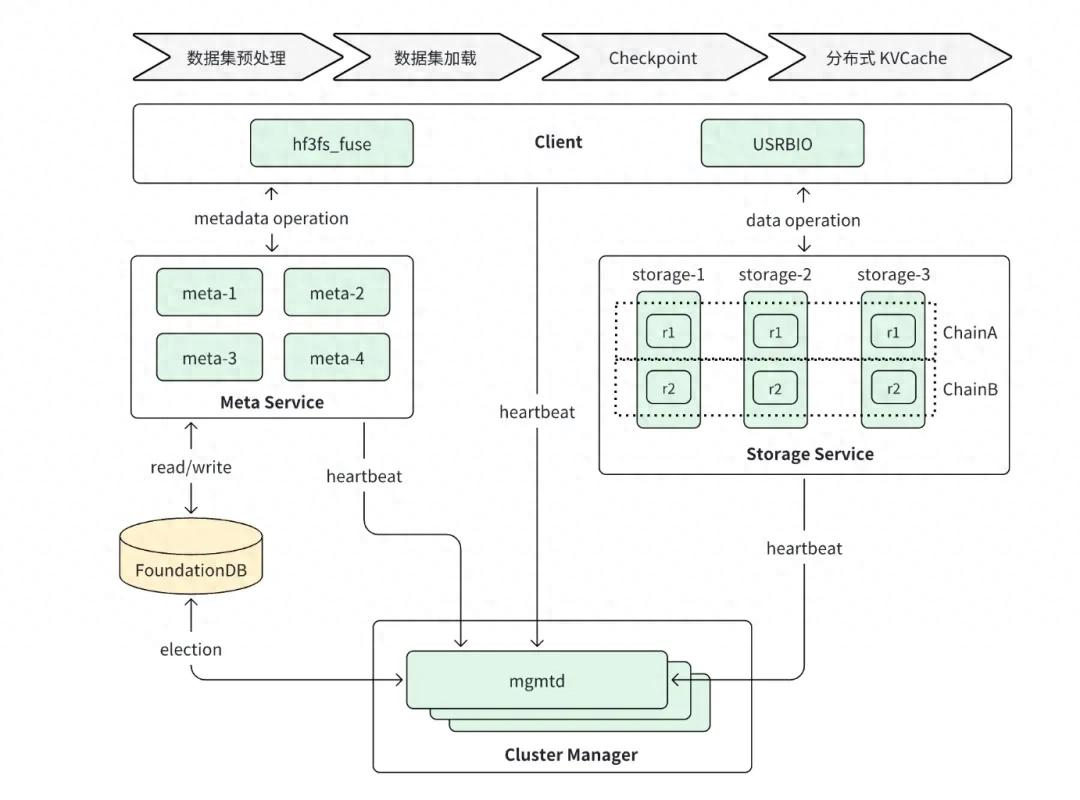 数据集预处理
数据集加载
Checkpoint
分布式 KVCache
hf3fs_fuse
Client
USRBIO
metadata operation
data operation
meta-1
meta-2
meta-3
meta-4
Meta Service
storage-1
storage-2
storage-3
r1
r1
r1
ChainA
r2
r2
r2
ChainB
Storage Service
heartbeat
read/write
heartbeat
heartbeat
FoundationDB
election
mgmtd
Cluster Manager